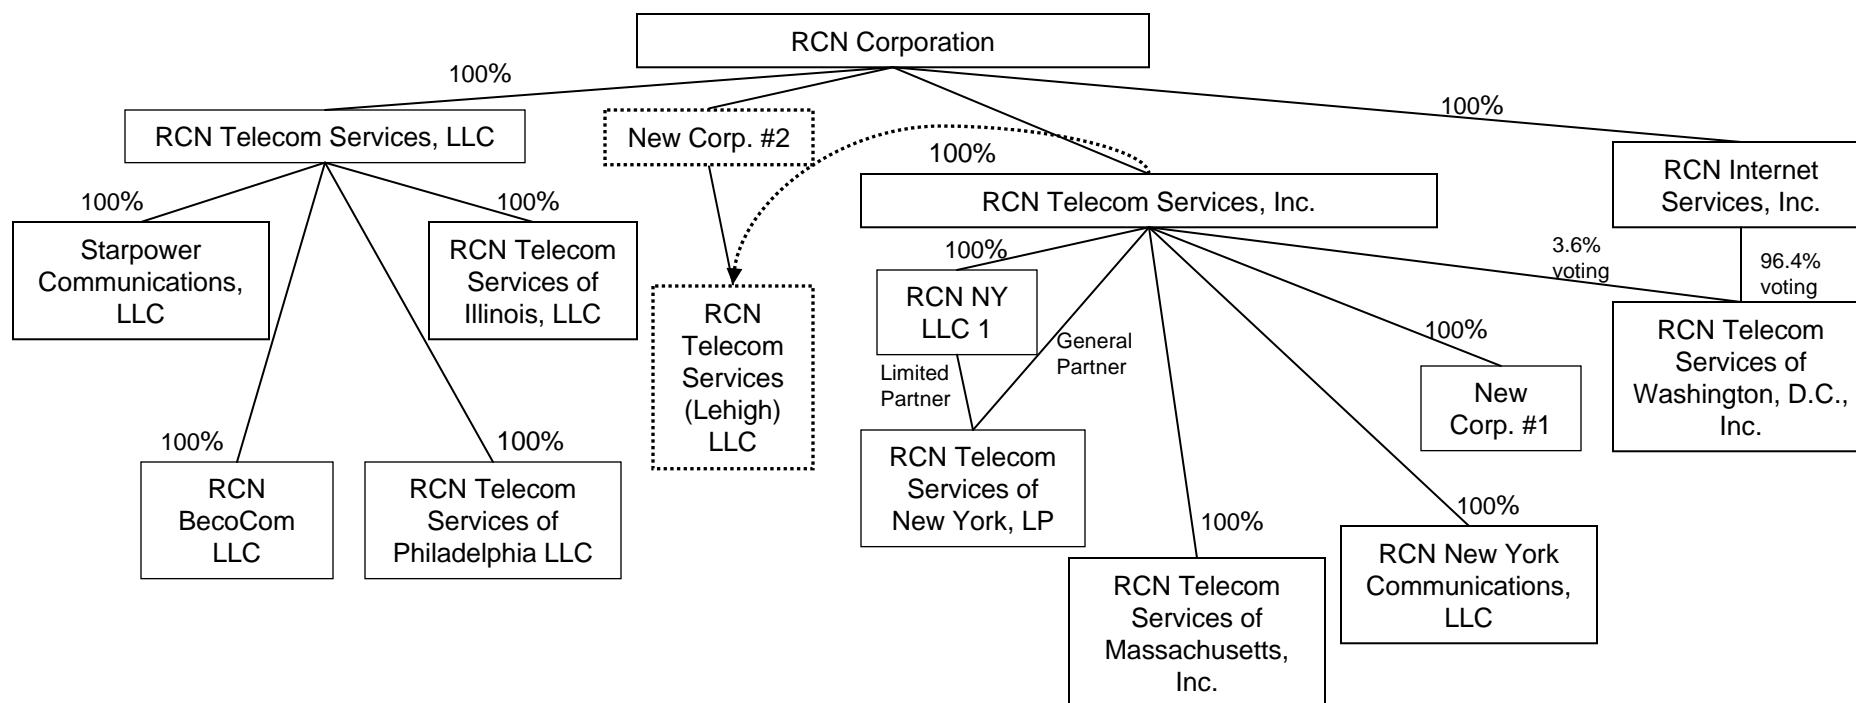 RCN Corporation
100%
100%
RCN Telecom Services, LLC
New Corp. #2
100%
RCN Internet
Services, Inc.
RCN Telecom Services, Inc.
100%
100%
Starpower
Communications,
LLC
RCN Telecom
Services of
Illinois, LLC
100%
3.6%
voting
96.4%
voting
RCN NY
LLC 1
RCN
Telecom
Services
(Lehigh)
LLC
General
Partner
Limited
Partner
100%
RCN Telecom
Services of
Washington, D.C.,
Inc.
New
Corp. #1
100%
100%
RCN
BecoCom
LLC
RCN Telecom
Services of
Philadelphia LLC
RCN Telecom
Services of
New York, LP
100%
100%
RCN Telecom
Services of
Massachusetts,
Inc.
RCN New York
Communications,
LLC